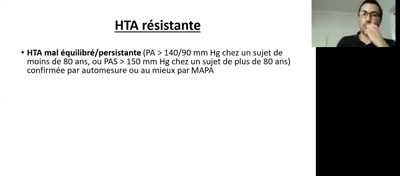 HTA résistante
• HTA mal équilibré/persistante (PA > 140/90 mm Hg chez un sujet de
moins de 80 ans, ou PAS > 150 mm Hg chez un sujet de plus de 80 ans)
confirmée par automesure ou au mieux par MAPA